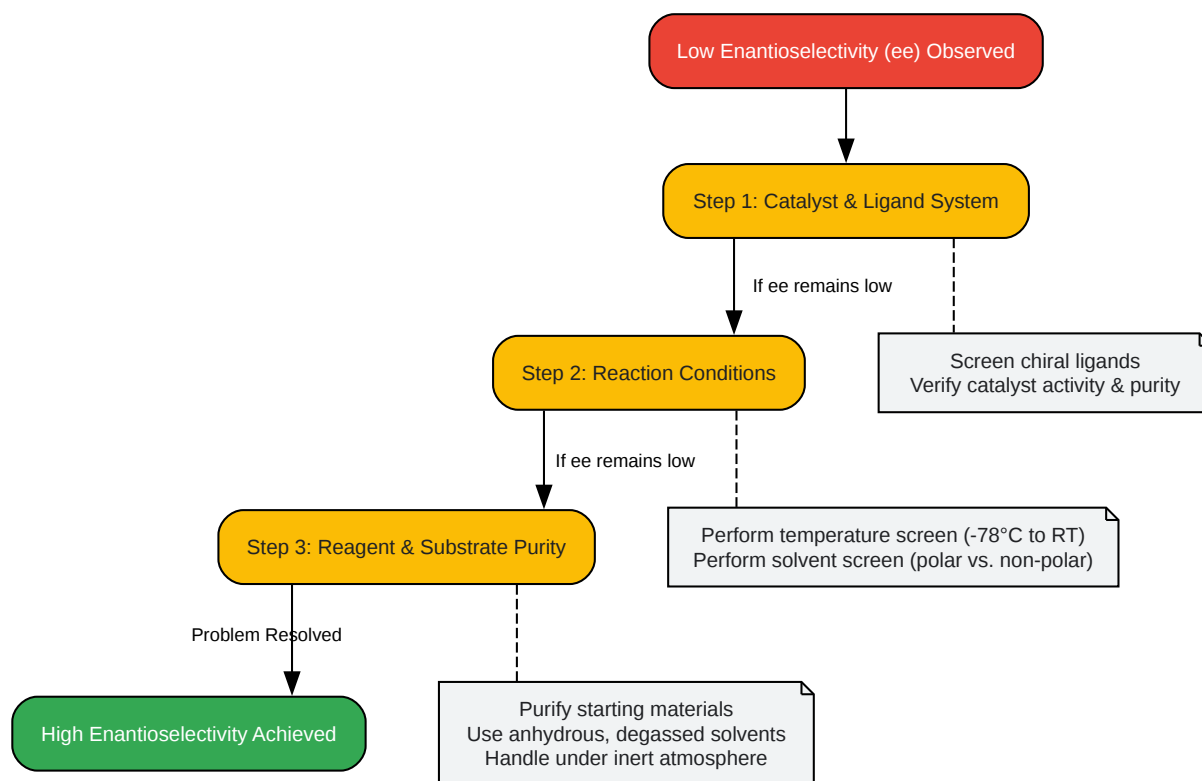 Low Enantioselectivity (ee) Observed
Step 1: Catalyst & Ligand System
If ee remains low
Screen chiral ligands
Verify catalyst activity & purity
Step 2: Reaction Conditions
If ee remains low
Perform temperature screen (-78°C to RT)
Perform solvent screen (polar vs. non-polar)
Step 3: Reagent & Substrate Purity
Problem Resolved
Purify starting materials
Use anhydrous, degassed solvents
Handle under inert atmosphere
High Enantioselectivity Achieved